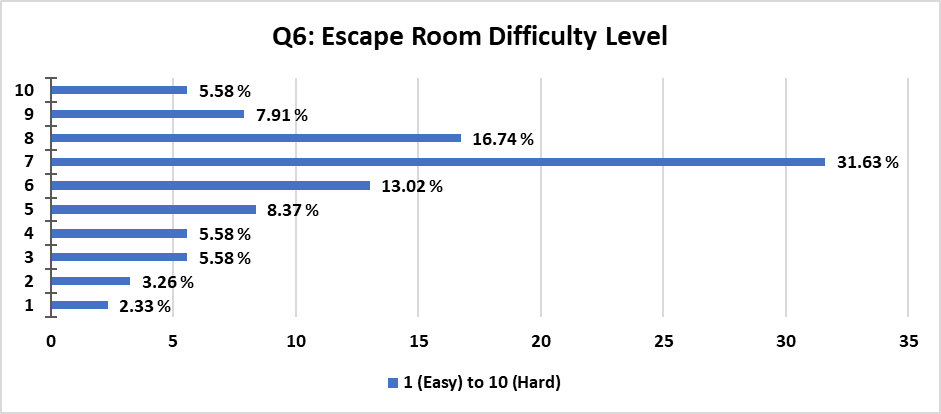 Q6: Escape Room Difficulty Level
10 5.58 %
9 7.91 %
8 16.74 %
7 31.63 %
6 13.02 %
5 8.37 %
4 5.58 %
3 5.58 %
2 3.26 %
1 2.33 %
0 5 10 15 20 25 30 35
1 (Easy) to 10 (Hard)